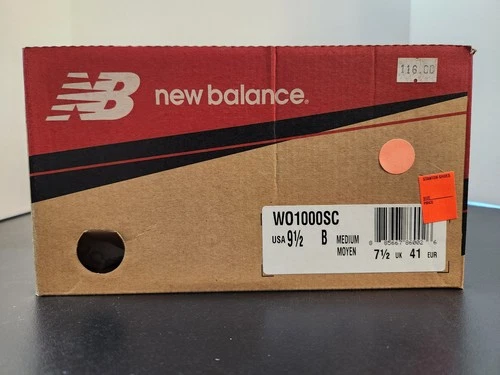 116.00
NB
new balance®
WO1000SC
USA 9½ B MEDIUM
MOYEN
7½ UK 41 EUR